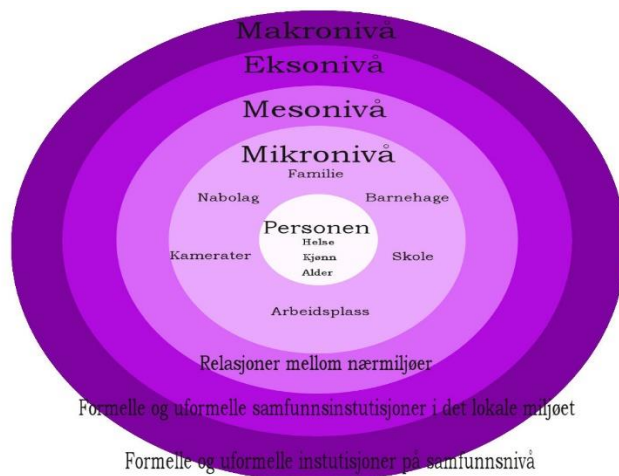 Makronivå
Eksonivå
Mesonivå
Mikronivå
Familie
Nabolag
Barnehage
Personen
Helse
Kjønn
Alder
Kamerater
Skole
Arbeidsplass
Relasjoner mellom nærmiljøer
Formelle og uformelle samfunnsinstutisjoner i det lokale miljøet
Formelle og uformelle instutisjoner på samfunnsnivå